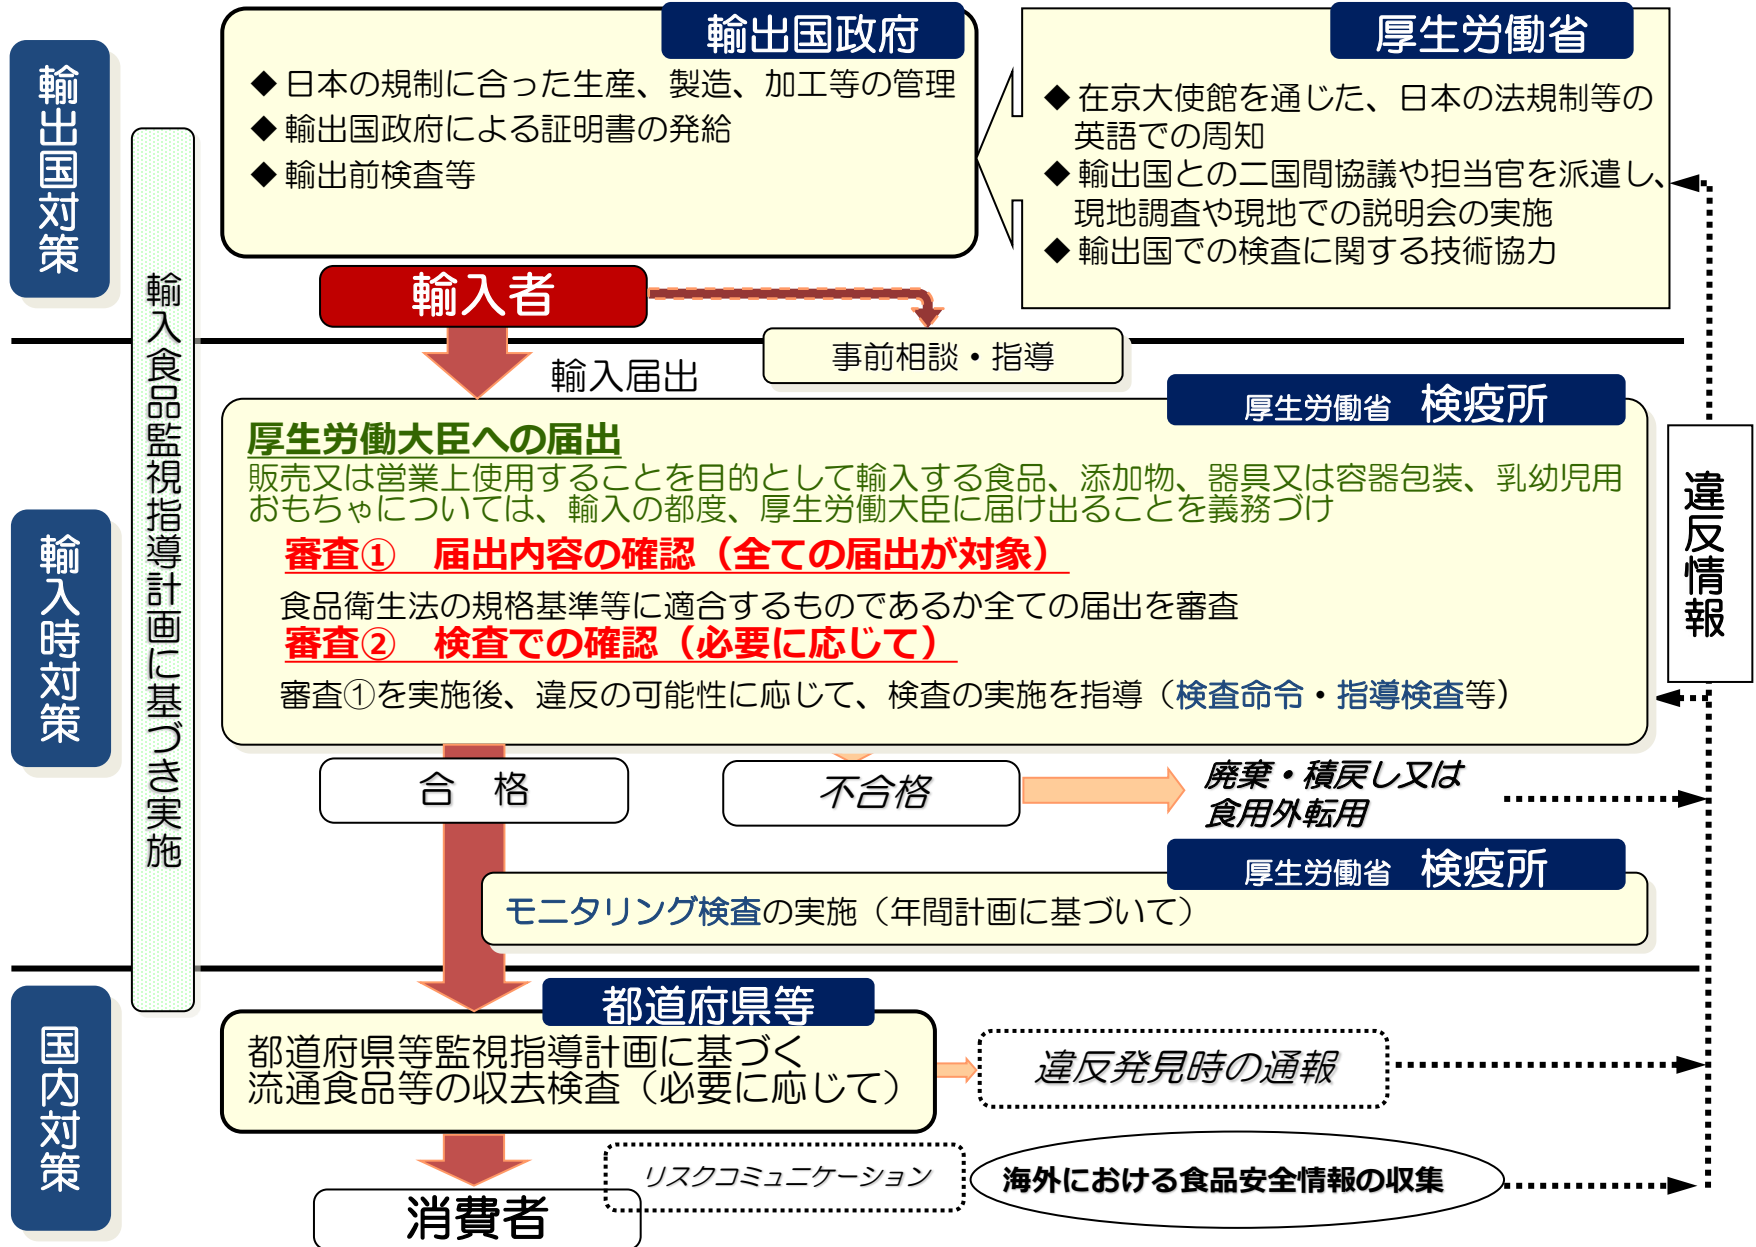 輸出国対策
輸入食品監視指導計画に基づき実施
輸出国政府
◆ 日本の規制に合った生産、製造、加工等の管理
◆ 輸出国政府による証明書の発給
◆ 輸出前検査等
厚生労働省
◆ 在京大使館を通じた、日本の法規制等の
英語での周知
◆ 輸出国との二国間協議や担当官を派遣し、
現地調査や現地での説明会の実施
◆ 輸出国での検査に関する技術協力
輸入者
事前相談・指導
輸入届出
輸入時対策
厚生労働省 検疫所
厚生労働大臣への届出
販売又は営業上使用することを目的として輸入する食品、添加物、器具又は容器包装、乳幼児用
おもちゃについては、輸入の都度、厚生労働大臣に届け出ることを義務づけ
審査① 届出内容の確認（全ての届出が対象）
食品衛生法の規格基準等に適合するものであるか全ての届出を審査
審査② 検査での確認（必要に応じて）
審査①を実施後、違反の可能性に応じて、検査の実施を指導（検査命令・指導検査等）
違反情報
合 格
不合格
廃棄・積戻し又は
食用外転用
厚生労働省 検疫所
モニタリング検査の実施（年間計画に基づいて）
国内対策
都道府県等
都道府県等監視指導計画に基づく
流通食品等の収去検査（必要に応じて）
違反発見時の通報
リスクコミュニケーション
海外における食品安全情報の収集
消費者